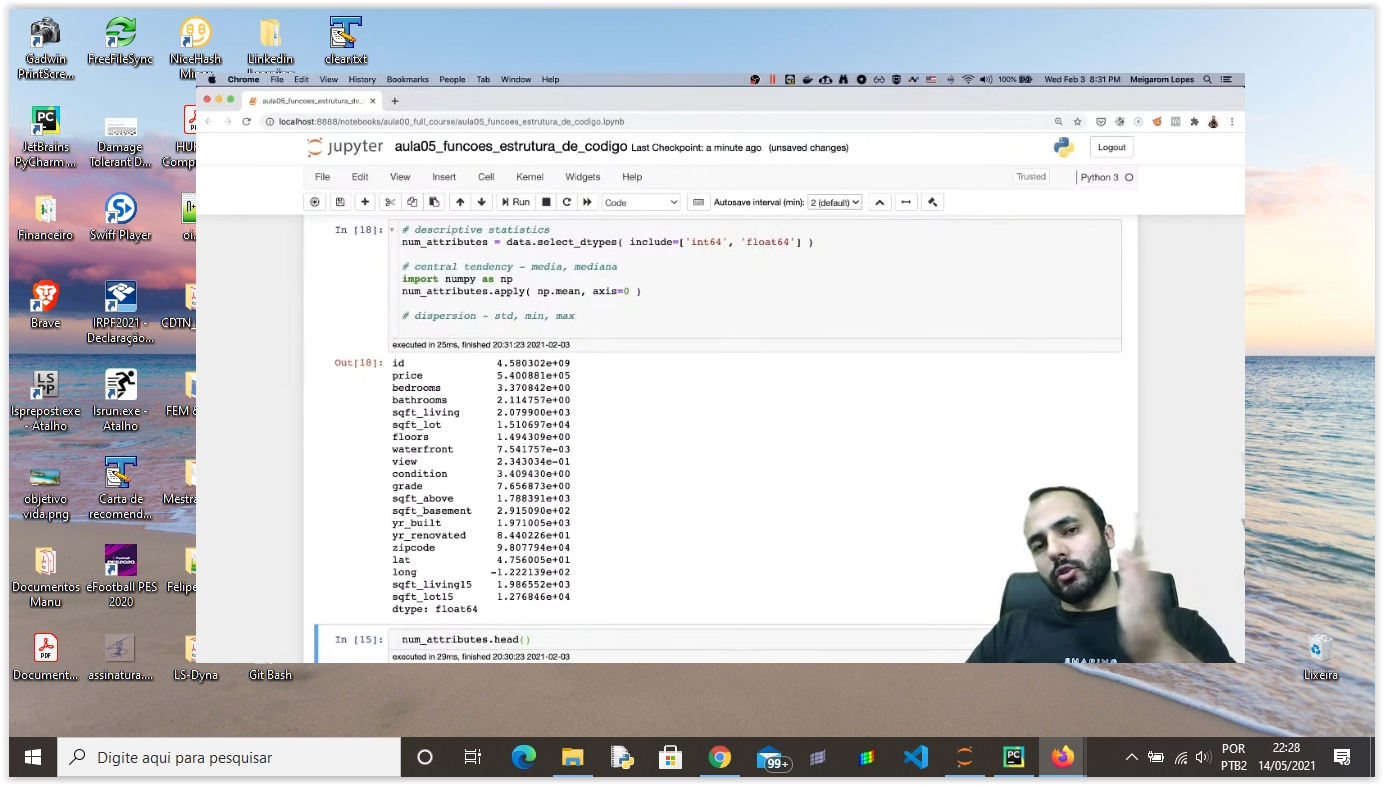 Gadwin
PrintScre...
FreeFileSync
NiceHash
Linkedin
cleartxt
Chrome File Edit View History Bookmarks People Tab Window Help
100%
Wed Feb 3 8:31 PM Meigarom Lopes
aula05_funcoes_estrutura_de_
localhost:8888/notebooks/aula00_full_course/aula05_funcoes_estrutura_de_codigo.ipynb
jupyter aula05_funcoes_estrutura_de_codigo Last Checkpoint: a minute ago (unsaved changes)
Logout
File Edit View Insert Cell Kernel Widgets Help
Trusted
Python 3
Run
Code
Autosave interval (min): 2 (default)
In [18]:
# descriptive statistics
num_attributes = data.select_dtypes( include=['int64', 'float64'] )
# central tendency - media, mediana
import numpy as np
num_attributes.apply( np.mean, axis=0 )
# dispersion - std, min, max
executed in 25ms, finished 20:31:23 2021-02-03
Out[18]:
id 4.580302e+09
price 5.400881e+05
bedrooms 3.370842e+00
bathrooms 2.114757e+00
sqft_living 2.079900e+03
sqft_lot 1.510697e+04
floors 1.494309e+00
waterfront 7.541757e-03
view 2.343034e-01
condition 3.409430e+00
grade 7.656873e+00
sqft_above 1.788391e+03
sqft_basement 2.915090e+02
yr_built 1.971005e+03
yr_renovated 8.440226e+01
zipcode 9.807794e+04
lat 4.756005e+01
long -1.222139e+02
sqft_living15 1.986552e+03
sqft_lot15 1.276846e+04
dtype: float64
In [15]:
num_attributes.head()
executed in 29ms, finished 20:30:23 2021-02-03
SHARING
JetBrains
PyCharm ...
Damage
Tolerant D...
HUF
Comp
Financeiro
Swiff Player
oi.
Brave
IRPF2021 -
Declaração...
CDTN_
lsprepost.exe
- Atalho
lsrun.exe -
Atalho
FEM &
objetivo
vida.png
Carta de
recomend...
Mestra
Documentos
Manu
eFootball PES
2020
Felipe
Document...
assinatura....
LS-Dyna
Git Bash
Lixeira
Digite aqui para pesquisar
99+
POR
PTB2
22:28
14/05/2021